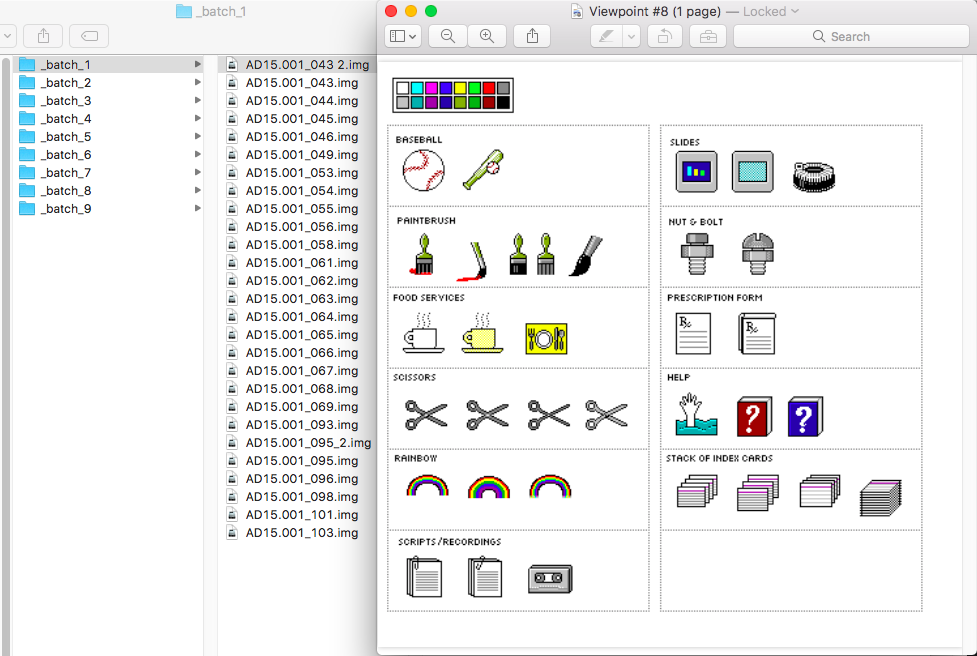 _batch_1
Viewpoint #8 (1 page) — Locked
Search
_batch_1
_batch_2
_batch_3
_batch_4
_batch_5
_batch_6
_batch_7
_batch_8
_batch_9
AD15.001_043 2.img
AD15.001_043.img
AD15.001_044.img
AD15.001_045.img
AD15.001_046.img
AD15.001_049.img
AD15.001_053.img
AD15.001_054.img
AD15.001_055.img
AD15.001_056.img
AD15.001_058.img
AD15.001_061.img
AD15.001_062.img
AD15.001_063.img
AD15.001_064.img
AD15.001_065.img
AD15.001_066.img
AD15.001_067.img
AD15.001_068.img
AD15.001_069.img
AD15.001_093.img
AD15.001_095_2.img
AD15.001_095.img
AD15.001_096.img
AD15.001_098.img
AD15.001_101.img
AD15.001_103.img
BASEBALL
PAINTBRUSH
FOOD SERVICES
SCISSORS
RAINBOW
SCRIPTS/RECORDINGS
SLIDES
NUT & BOLT
PRESCRIPTION FORM
Rx
Rx
HELP
?
?
STACK OF INDEX CARDS